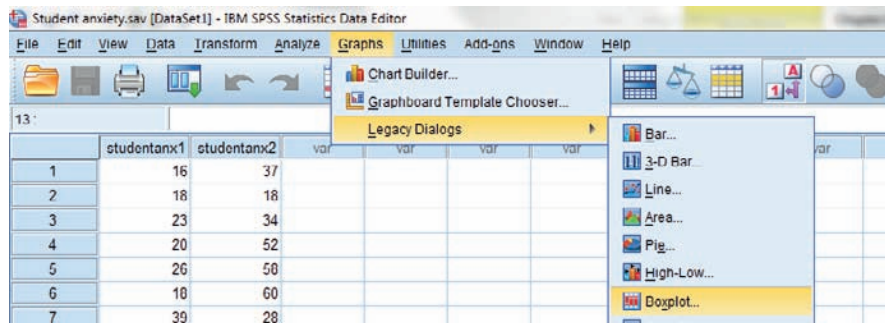 Student anxiety.sav [DataSet1] - IBM SPSS Statistics Data Editor
File Edit View Data Transform Analyze Graphs Utilities Add-ons Window Help
Chart Builder...
Graphboard Template Chooser...
Legacy Dialogs
13 :
Bar...
3-D Bar...
Line...
Area...
Pie...
High-Low...
Boxplot...
studentanx1 studentanx2 var var var var var
1 16 37
2 18 18
3 23 34
4 20 52
5 26 58
6 18 60
7 39 28